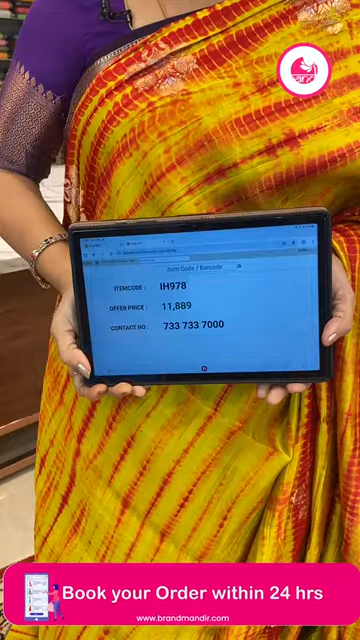 Item Code / Barcode
ITEMCODE : IH978
OFFER PRICE : 11,889
CONTACT NO : 733 733 7000
Book your Order within 24 hrs
www.brandmandir.com